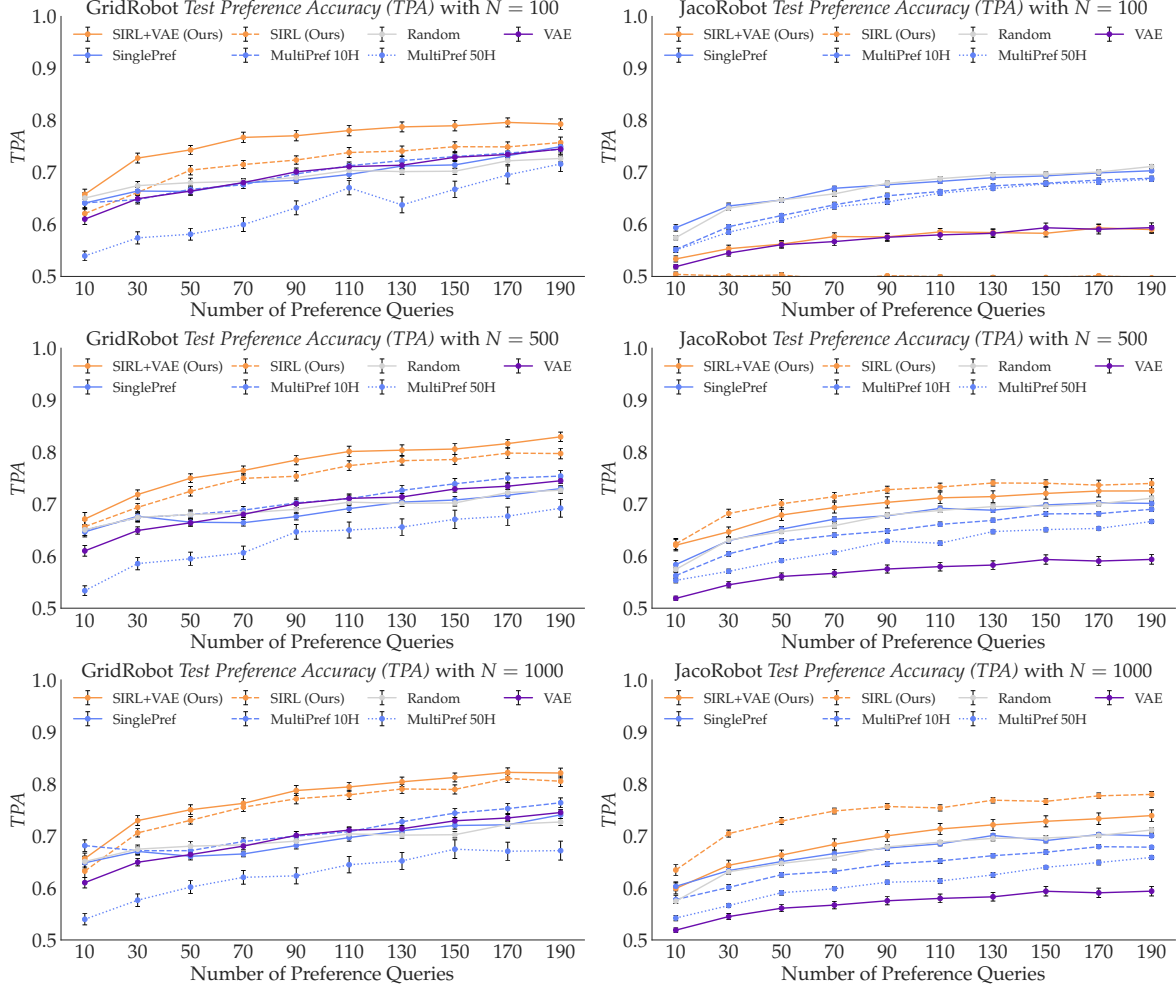 GridRobot Test Preference Accuracy (TPA) with N = 100
SIRL+VAE (Ours) SIRL (Ours) Random VAE
SinglePref MultiPref 10H MultiPref 50H
1.0
0.9
0.8
0.7
0.6
0.5
TPA
10 30 50 70 90 110 130 150 170 190
Number of Preference Queries
JacoRobot Test Preference Accuracy (TPA) with N = 100
SIRL+VAE (Ours) SIRL (Ours) Random VAE
SinglePref MultiPref 10H MultiPref 50H
1.0
0.9
0.8
0.7
0.6
0.5
TPA
10 30 50 70 90 110 130 150 170 190
Number of Preference Queries
GridRobot Test Preference Accuracy (TPA) with N = 500
SIRL+VAE (Ours) SIRL (Ours) Random VAE
SinglePref MultiPref 10H MultiPref 50H
1.0
0.9
0.8
0.7
0.6
0.5
TPA
10 30 50 70 90 110 130 150 170 190
Number of Preference Queries
JacoRobot Test Preference Accuracy (TPA) with N = 500
SIRL+VAE (Ours) SIRL (Ours) Random VAE
SinglePref MultiPref 10H MultiPref 50H
1.0
0.9
0.8
0.7
0.6
0.5
TPA
10 30 50 70 90 110 130 150 170 190
Number of Preference Queries
GridRobot Test Preference Accuracy (TPA) with N = 1000
SIRL+VAE (Ours) SIRL (Ours) Random VAE
SinglePref MultiPref 10H MultiPref 50H
1.0
0.9
0.8
0.7
0.6
0.5
TPA
10 30 50 70 90 110 130 150 170 190
Number of Preference Queries
JacoRobot Test Preference Accuracy (TPA) with N = 1000
SIRL+VAE (Ours) SIRL (Ours) Random VAE
SinglePref MultiPref 10H MultiPref 50H
1.0
0.9
0.8
0.7
0.6
0.5
TPA
10 30 50 70 90 110 130 150 170 190
Number of Preference Queries